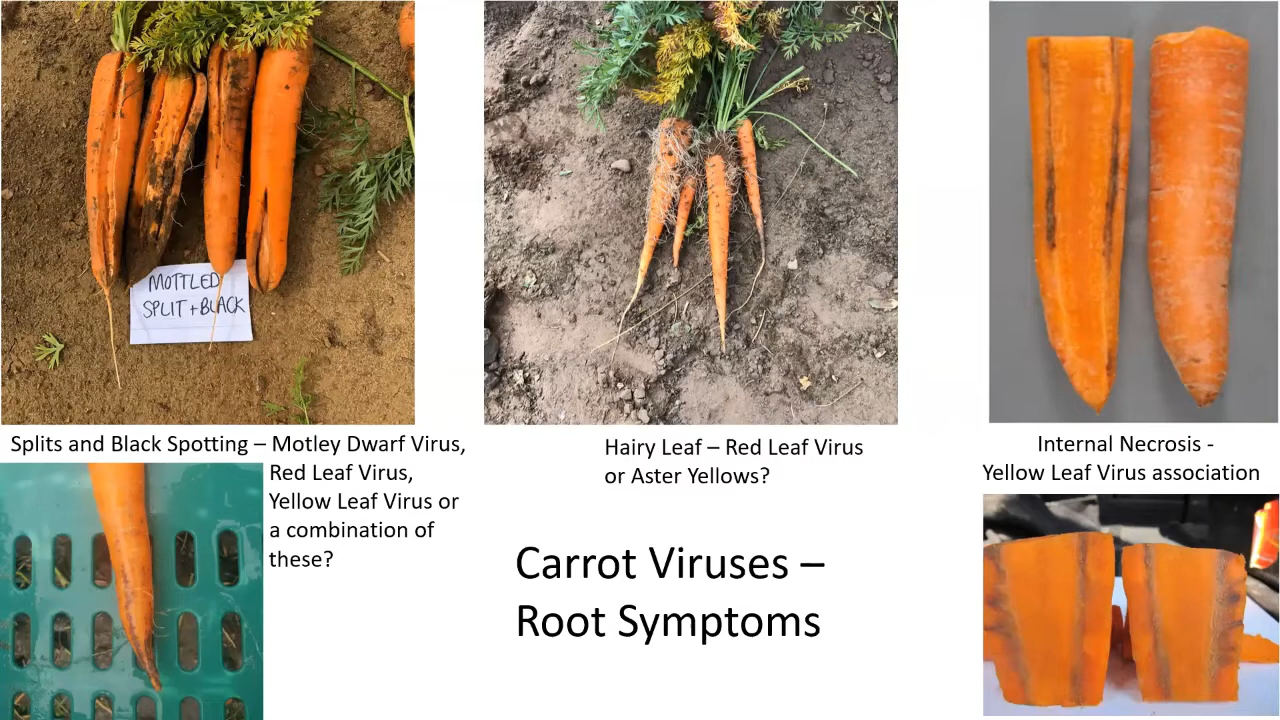 MOTTLED
SPLIT + BLACK
Splits and Black Spotting – Motley Dwarf Virus,
Red Leaf Virus,
Yellow Leaf Virus or
a combination of
these?
Hairy Leaf – Red Leaf Virus
or Aster Yellows?
Internal Necrosis -
Yellow Leaf Virus association
Carrot Viruses –
Root Symptoms